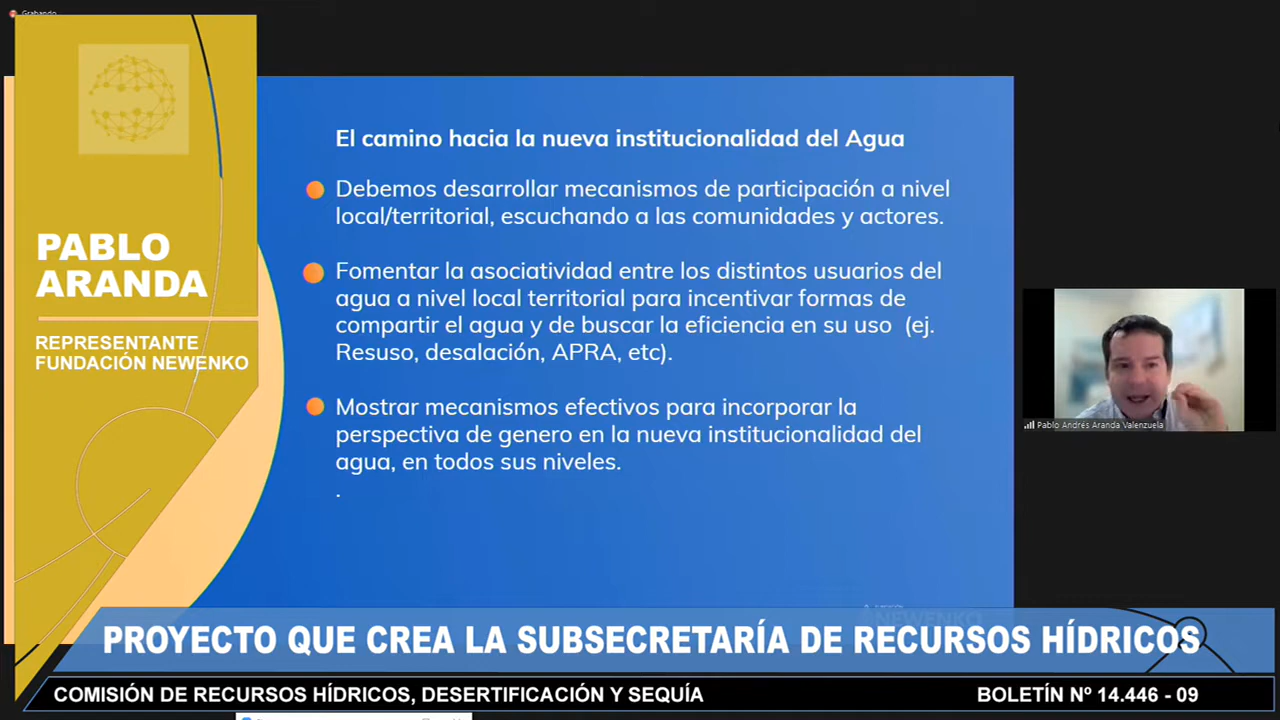 Grabando
PABLO
ARANDA
REPRESENTANTE
FUNDACIÓN NEWENKO
El camino hacia la nueva institucionalidad del Agua
Debemos desarrollar mecanismos de participación a nivel
local/territorial, escuchando a las comunidades y actores.
Fomentar la asociatividad entre los distintos usuarios del
agua a nivel local territorial para incentivar formas de
compartir el agua y de buscar la eficiencia en su uso (ej.
Resuso, desalación, APRA, etc).
Mostrar mecanismos efectivos para incorporar la
perspectiva de genero en la nueva institucionalidad del
agua, en todos sus niveles.
.
Pablo Andrés Aranda Valenzuela
NEWENKO
PROYECTO QUE CREA LA SUBSECRETARÍA DE RECURSOS HÍDRICOS
COMISIÓN DE RECURSOS HÍDRICOS, DESERTIFICACIÓN Y SEQUÍA
BOLETÍN Nº 14.446 - 09